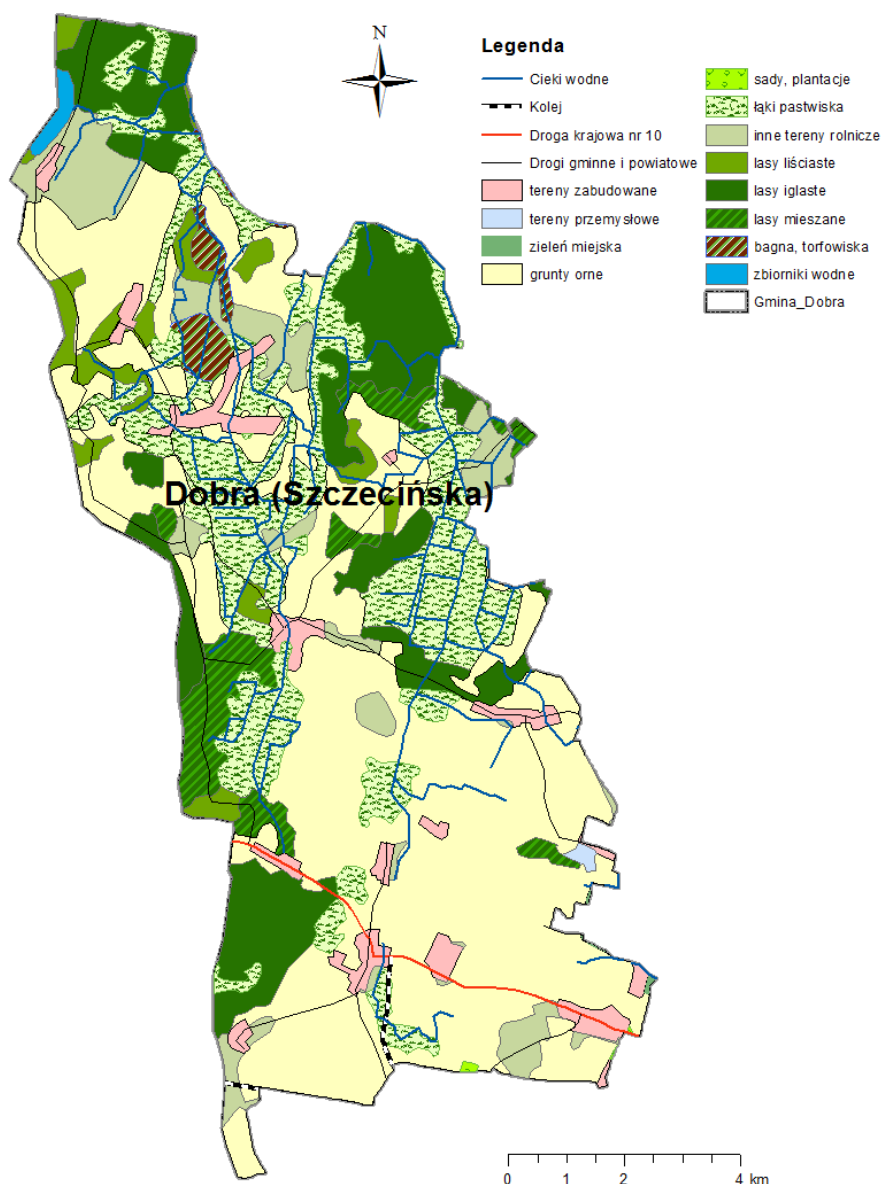 N
Legenda
Cieki wodne
Kolej
Droga krajowa nr 10
Drogi gminne i powiatowe
tereny zabudowane
tereny przemysłowe
zieleń miejska
grunty orne
sady, plantacje
łąki pastwiska
inne tereny rolnicze
lasy liściaste
lasy iglaste
lasy mieszane
bagna, torfowiska
zbiorniki wodne
Gmina_Dobra
Dobra (Szczecińska)
0 1 2 4 km